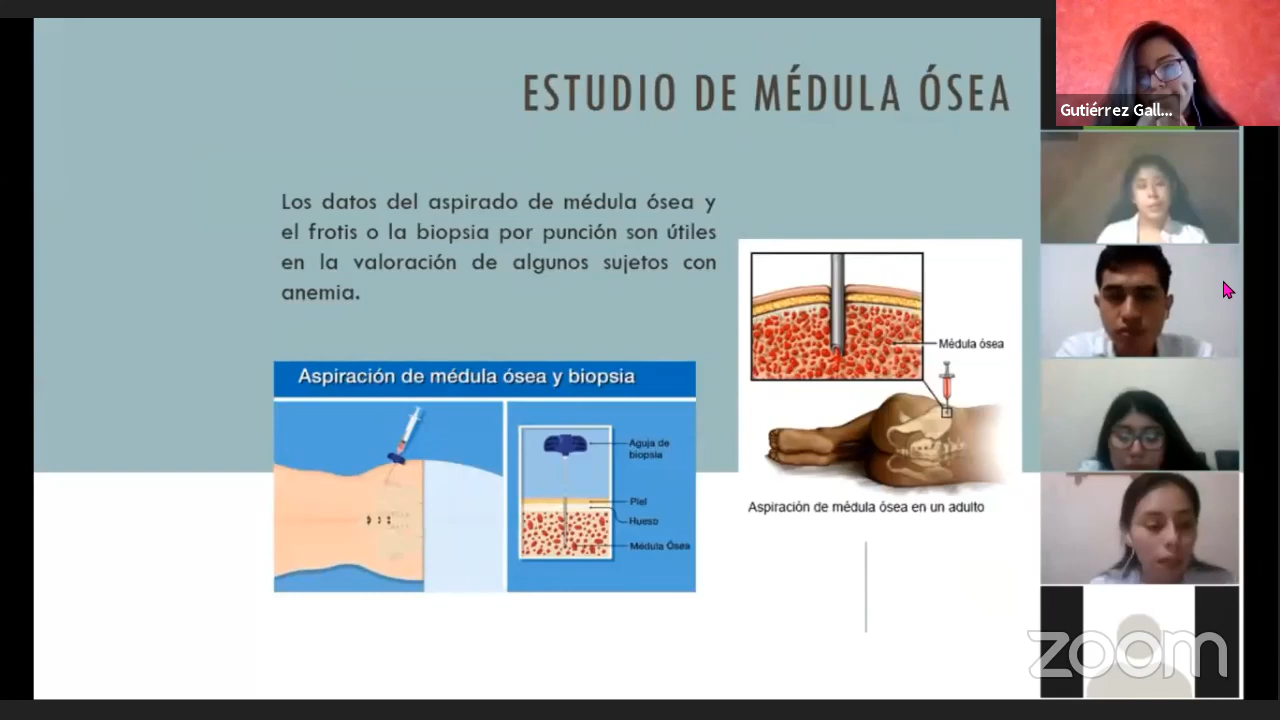 ESTUDIO DE MÉDULA ÓSEA
Gutiérrez Gall...
Los datos del aspirado de médula ósea y
el frotis o la biopsia por punción son útiles
en la valoración de algunos sujetos con
anemia.
Aspiración de médula ósea y biopsia
Aguja de
biopsia
Piel
Hueso
Médula Ósea
Médula ósea
Aspiración de médula ósea en un adulto
zoom